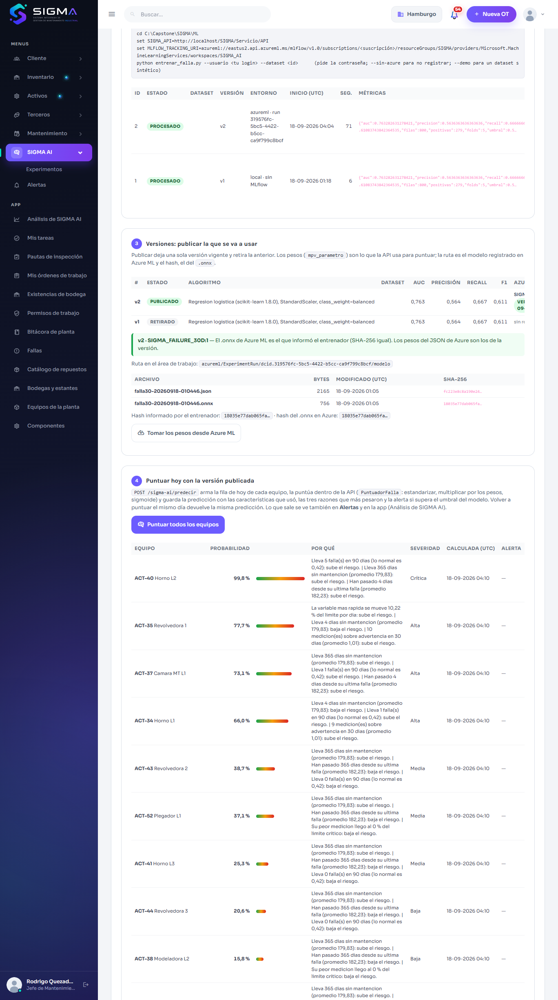 SIGMA
SISTEMA INTEGRADO DE
GESTIÓN DE MANTENIMIENTO INDUSTRIAL
Buscar...
Hamburgo
54
+ Nueva OT
MENUS
Cliente
Inventario
Activos
Terceros
Mantenimiento
SIGMA AI
Experimentos
Alertas
APP
Análisis de SIGMA AI
Mis tareas
Pautas de inspección
Mis órdenes de trabajo
Existencias de bodega
Permisos de trabajo
Bitácora de planta
Fallas
Catálogo de repuestos
Bodegas y estantes
Equipos de la planta
Componentes
Rodrigo Quezad...
Jefe de Mantenimie...
cd C:\Capstone\SIGMA\ML
set SIGMA_API=http://localhost/SIGMA/Servicio/API
set MLFLOW_TRACKING_URI=azureml://eastus2.api.azureml.ms/mlflow/v1.0/subscriptions/<suscripción>/resourceGroups/SIGMA/providers/Microsoft.Mach
ineLearningServices/workspaces/SIGMA_AI
python entrenar_falla.py --usuario <tu login> --dataset <id> (pide la contraseña; --sin-azure para no registrar; --demo para un dataset s
intético)
ID ESTADO DATASET VERSIÓN ENTORNO INICIO (UTC) SEG. MÉTRICAS
2 PROCESADO v2 azureml · run 319576fc-5bc5-4422-b5cc-ca9f799c8bcf 18-09-2026 04:04 71 {"auc":0.763282631278421,"precision":0.5636363636363636,"recall":0.6666666
.61083743842364535,"filas":800,"positivas":279,"folds":5,"umbral":0.5…
1 PROCESADO v1 local · sin MLflow 18-09-2026 01:18 6 {"auc":0.763282631278421,"precision":0.5636363636363636,"recall":0.6666666
.61083743842364535,"filas":800,"positivas":279,"folds":5,"umbral":0.5…
3 Versiones: publicar la que se va a usar
Publicar deja una sola versión vigente y retira la anterior. Los pesos ( mpv_parametro ) son lo que la API usa para puntuar; la ruta es el modelo registrado en
Azure ML y el hash, el del .onnx .
# ESTADO ALGORITMO DATASET AUC PRECISIÓN RECALL F1 AZU
v2 PUBLICADO Regresion logistica (scikit-learn 1.8.0), StandardScaler, class_weight=balanced 0,763 0,564 0,667 0,611 SIGM
VER
09-
v1 RETIRADO Regresion logistica (scikit-learn 1.8.0), StandardScaler, class_weight=balanced 0,763 0,564 0,667 0,611 sin re
v2 · SIGMA_FAILURE_30D:1 — El .onnx de Azure ML es el que informó el entrenador (SHA-256 igual). Los pesos del JSON de Azure son los de la
versión.
Ruta en el área de trabajo: azureml/ExperimentRun/dcid.319576fc-5bc5-4422-b5cc-ca9f799c8bcf/modelo
ARCHIVO BYTES MODIFICADO (UTC) SHA-256
falla30-20260918-010446.json 2165 18-09-2026 01:05 fc223e8c8a190e24…
falla30-20260918-010446.onnx 756 18-09-2026 01:05 18035e77dab065fa…
Hash informado por el entrenador: 18035e77dab065fa… · hash del .onnx en Azure: 18035e77dab065fa…
Tomar los pesos desde Azure ML
4 Puntuar hoy con la versión publicada
POST /sigma-ai/predecir arma la fila de hoy de cada equipo, la puntúa dentro de la API ( PuntuadorFalla : estandarizar, multiplicar por los pesos,
sigmoide) y guarda la predicción con las características que usó, las tres razones que más pesaron y la alerta si supera el umbral del modelo. Volver a
puntuar el mismo día devuelve la misma predicción. Lo que sale se ve también en Alertas y en la app (Análisis de SIGMA AI).
Puntuar todos los equipos
EQUIPO PROBABILIDAD POR QUÉ SEVERIDAD CALCULADA (UTC) ALERTA
ACT-40 Horno L2 99,8 % Lleva 5 falla(s) en 90 dias (lo normal es 0,42): sube el riesgo. | Lleva 365 dias sin mantencion (promedio 179,83): sube el riesgo. | Han pasado 4 dias desde su ultima falla (promedio 182,23): sube el riesgo. Crítica 18-09-2026 04:10 —
ACT-35 Revolvedora 1 77,7 % La variable mas rapida se mueve 10,22 % del limite por dia: sube el riesgo. | Lleva 4 dias sin mantencion (promedio 179,83): baja el riesgo. | 10 medicion(es) sobre advertencia en 30 dias (promedio 1,01): sube el riesgo. Alta 18-09-2026 04:10 —
ACT-37 Camara MT L1 73,1 % Lleva 365 dias sin mantencion (promedio 179,83): sube el riesgo. | Lleva 1 falla(s) en 90 dias (lo normal es 0,42): sube el riesgo. | Han pasado 4 dias desde su ultima falla (promedio 182,23): sube el riesgo. Alta 18-09-2026 04:10 —
ACT-34 Horno L1 66,0 % Lleva 4 dias sin mantencion (promedio 179,83): baja el riesgo. | Lleva 1 falla(s) en 90 dias (lo normal es 0,42): sube el riesgo. | 9 medicion(es) sobre advertencia en 30 dias (promedio 1,01): sube el riesgo. Alta 18-09-2026 04:10 —
ACT-43 Revolvedora 2 38,7 % Lleva 365 dias sin mantencion (promedio 179,83): sube el riesgo. | Han pasado 365 dias desde su ultima falla (promedio 182,23): baja el riesgo. | Lleva 0 falla(s) en 90 dias (lo normal es 0,42): baja el riesgo. Media 18-09-2026 04:10 —
ACT-52 Plegador L1 37,1 % Lleva 365 dias sin mantencion (promedio 179,83): sube el riesgo. | Han pasado 365 dias desde su ultima falla (promedio 182,23): baja el riesgo. | Su peor medicion llego al 0 % del limite critico: baja el riesgo. Media 18-09-2026 04:10 —
ACT-41 Horno L3 25,3 % Lleva 365 dias sin mantencion (promedio 179,83): sube el riesgo. | Han pasado 365 dias desde su ultima falla (promedio 182,23): baja el riesgo. | Lleva 0 falla(s) en 90 dias (lo normal es 0,42): baja el riesgo. Media 18-09-2026 04:10 —
ACT-44 Revolvedora 3 20,6 % Lleva 365 dias sin mantencion (promedio 179,83): sube el riesgo. | Han pasado 365 dias desde su ultima falla (promedio 182,23): baja el riesgo. | Lleva 0 falla(s) en 90 dias (lo normal es 0,42): baja el riesgo. Baja 18-09-2026 04:10 —
ACT-38 Modeladora L2 15,8 % Lleva 365 dias sin mantencion (promedio 179,83): sube el riesgo. | Han pasado 365 dias desde su ultima falla (promedio 182,23): baja el riesgo. | Su peor medicion llego al 0 % del limite critico: baja el riesgo. Baja 18-09-2026 04:10 —
Lleva 365 dias sin mantencion
(promedio 179,83): sube el riesgo. |